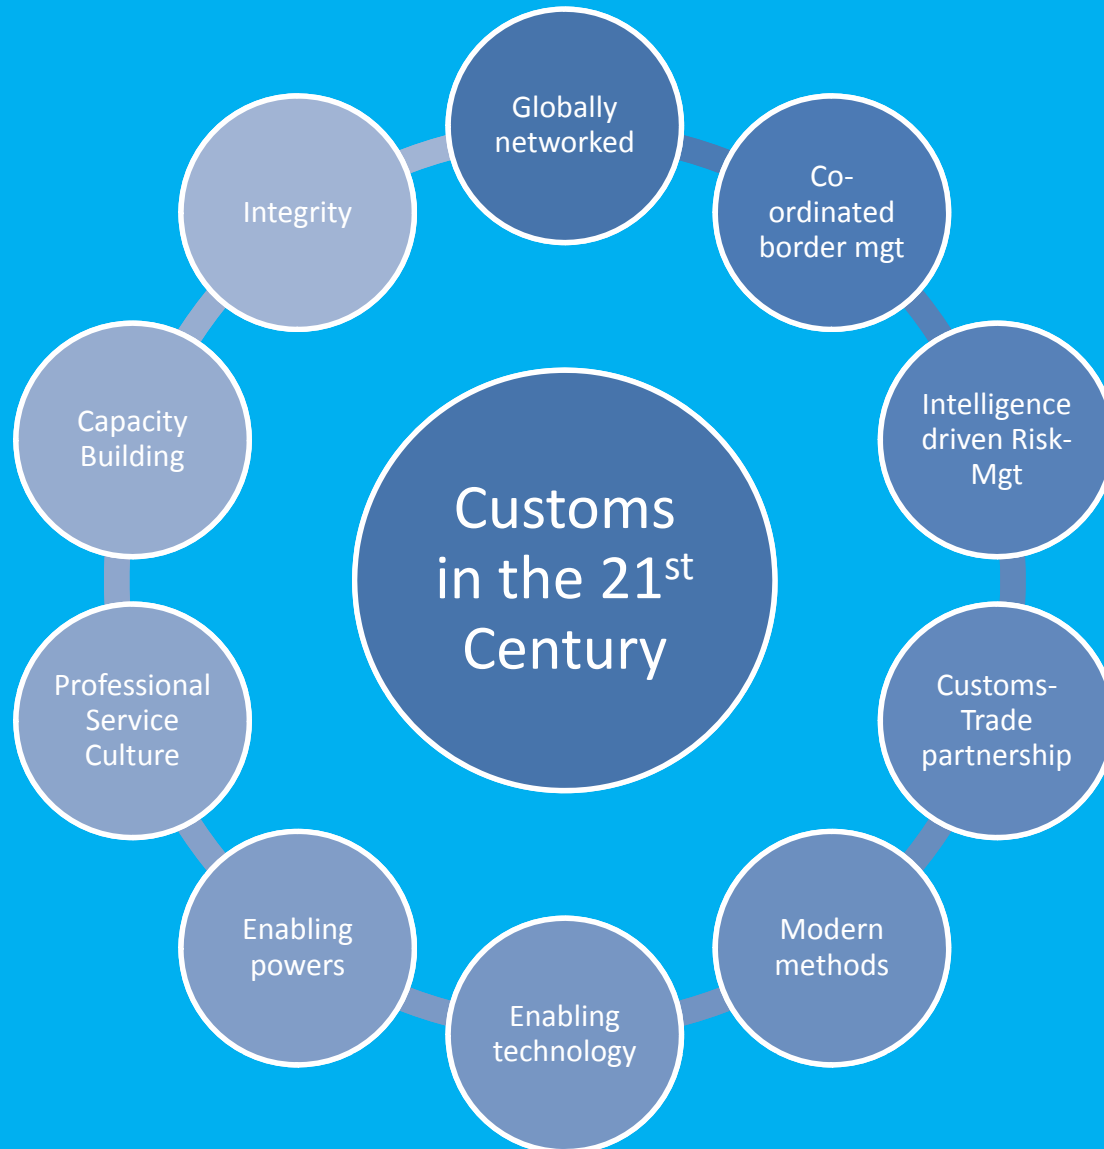 Globally
networked
Co-
ordinated
border mgt
Intelligence
driven Risk-
Mgt
Customs-
Trade
partnership
Modern
methods
Enabling
technology
Enabling
powers
Professional
Service
Culture
Capacity
Building
Integrity
Customs
in the 21st
Century